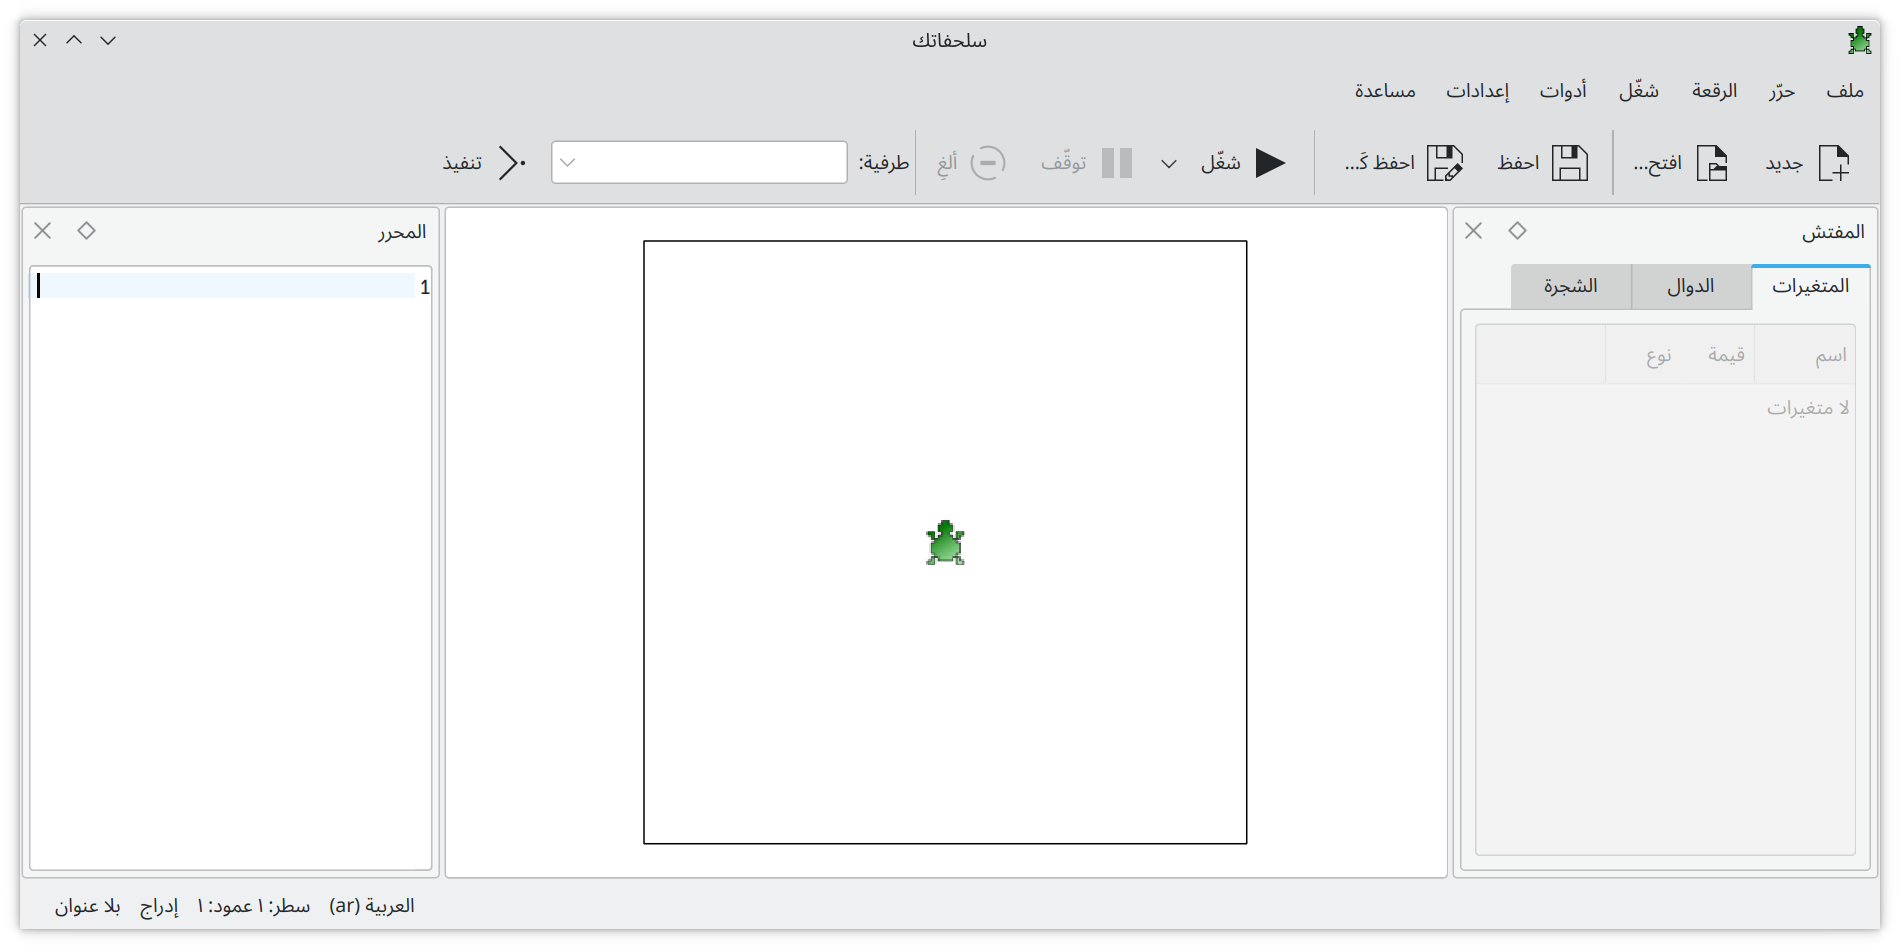 سلحفاتك
ملف حرّر الرقعة شغّل أدوات إعدادات مساعدة
جديد افتح... احفظ احفظ كَ... شغّل توقّف ألغِ طرفية: تنفيذ
المفتش
المتغيرات الدوال الشجرة
اسم قيمة نوع
لا متغيرات
المحرر
1
العربية (ar) سطر: ١ عمود: ١ إدراج بلا عنوان